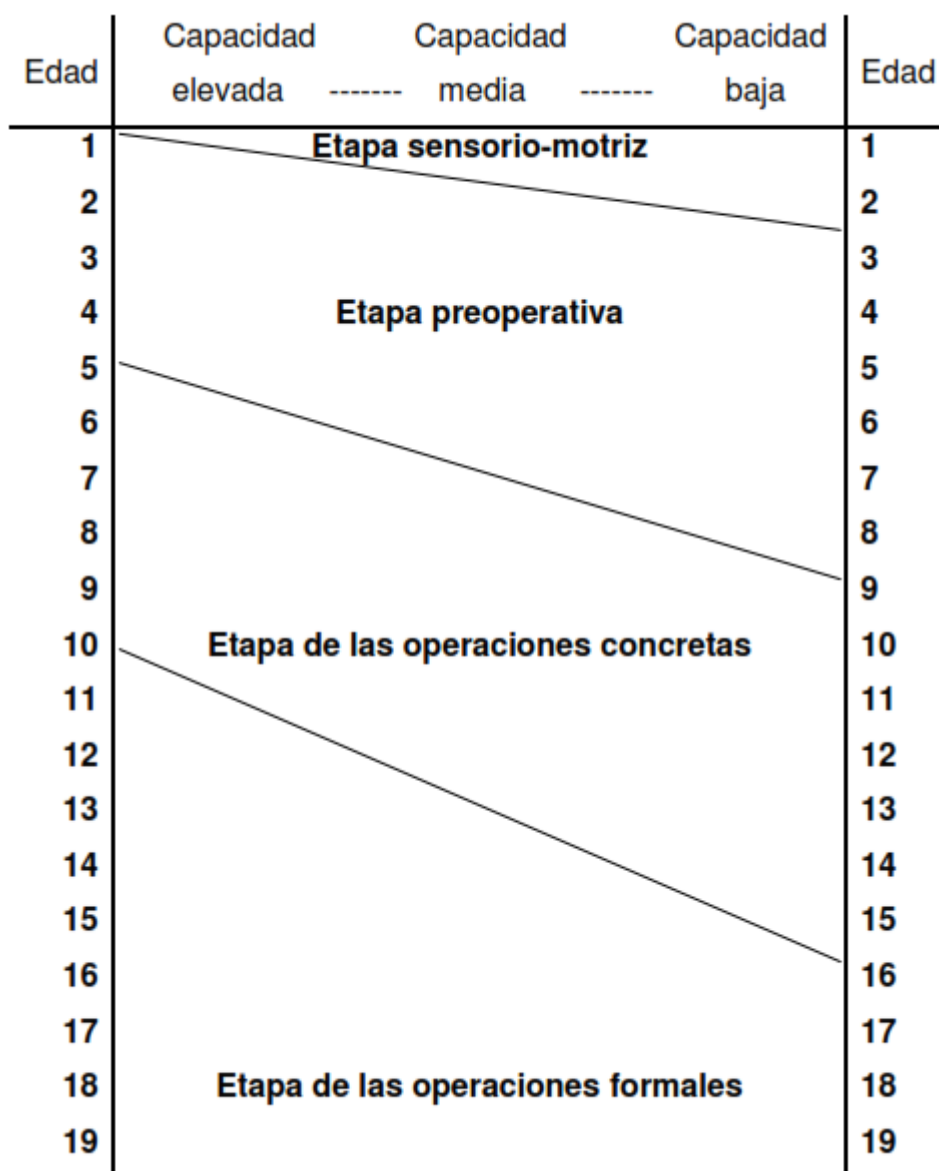 Edad Capacidad Capacidad Capacidad Edad
elevada ------- media ------- baja
1 Etapa sensorio-motriz 1
2 2
3 3
4 Etapa preoperativa 4
5 5
6 6
7 7
8 8
9 9
10 Etapa de las operaciones concretas 10
11 11
12 12
13 13
14 14
15 15
16 16
17 17
18 Etapa de las operaciones formales 18
19 19